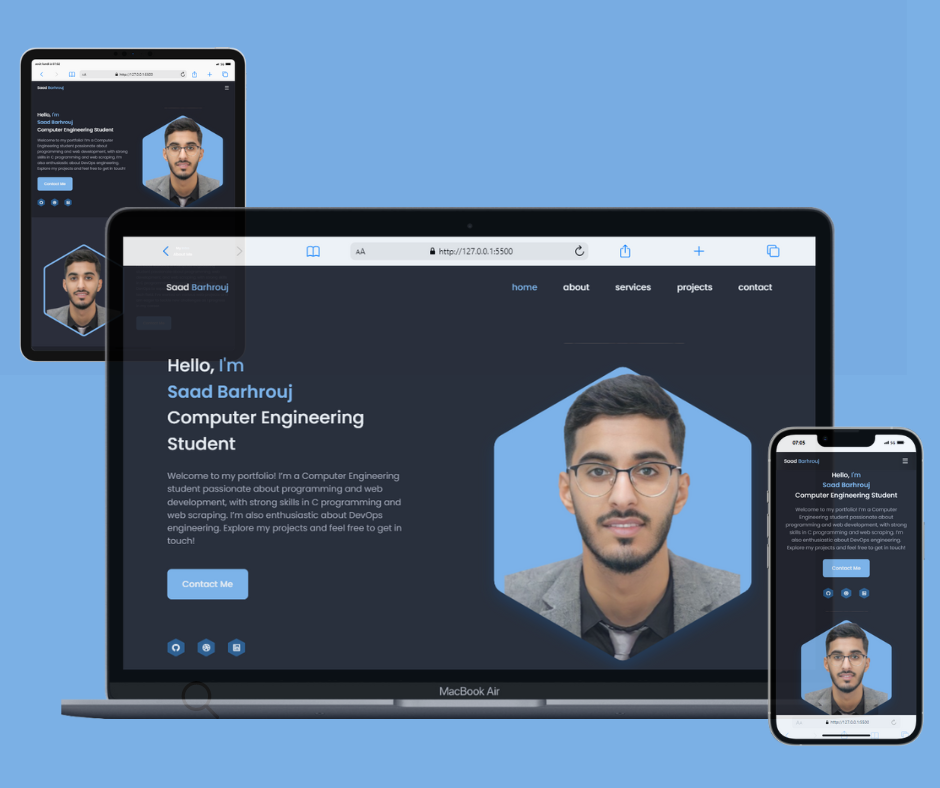 Saad Barhrouj
Hello, I'm
Saad Barhrouj
Computer Engineering Student
Welcome to my portfolio! I'm a Computer
Engineering student passionate about
programming and web development, with strong
skills in C programming and web scraping. I'm
also enthusiastic about DevOps engineering.
Explore my projects and feel free to get in touch!
Contact Me
AA http://127.0.0.1:5500
Saad Barhrouj home about services projects contact
Hello, I'm
Saad Barhrouj
Computer Engineering
Student
Welcome to my portfolio! I'm a Computer Engineering
student passionate about programming and web
development, with strong skills in C programming and
web scraping. I'm also enthusiastic about DevOps
engineering. Explore my projects and feel free to get in
touch!
Contact Me
MacBook Air
07:05
Saad Barhrouj
Hello, I'm
Saad Barhrouj
Computer Engineering Student
Welcome to my portfolio! I'm a Computer
Engineering student passionate about
programming and web development, with strong
skills in C programming and web scraping. I'm
also enthusiastic about DevOps engineering.
Explore my projects and feel free to get in touch!
Contact Me
http://127.0.0.1:5500